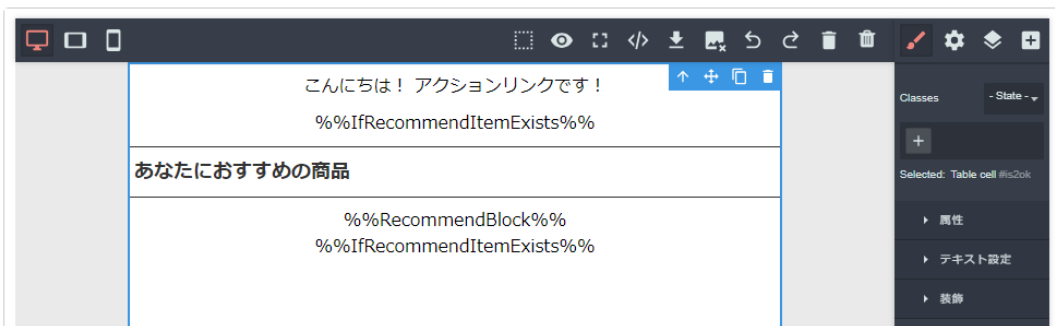 こんにちは！ アクションリンクです！
%%IfRecommendItemExists%%
あなたにおすすめの商品
%%RecommendBlock%%
%%IfRecommendItemExists%%
Classes
- State -
Selected: Table cell #is2ok
属性
テキスト設定
装飾